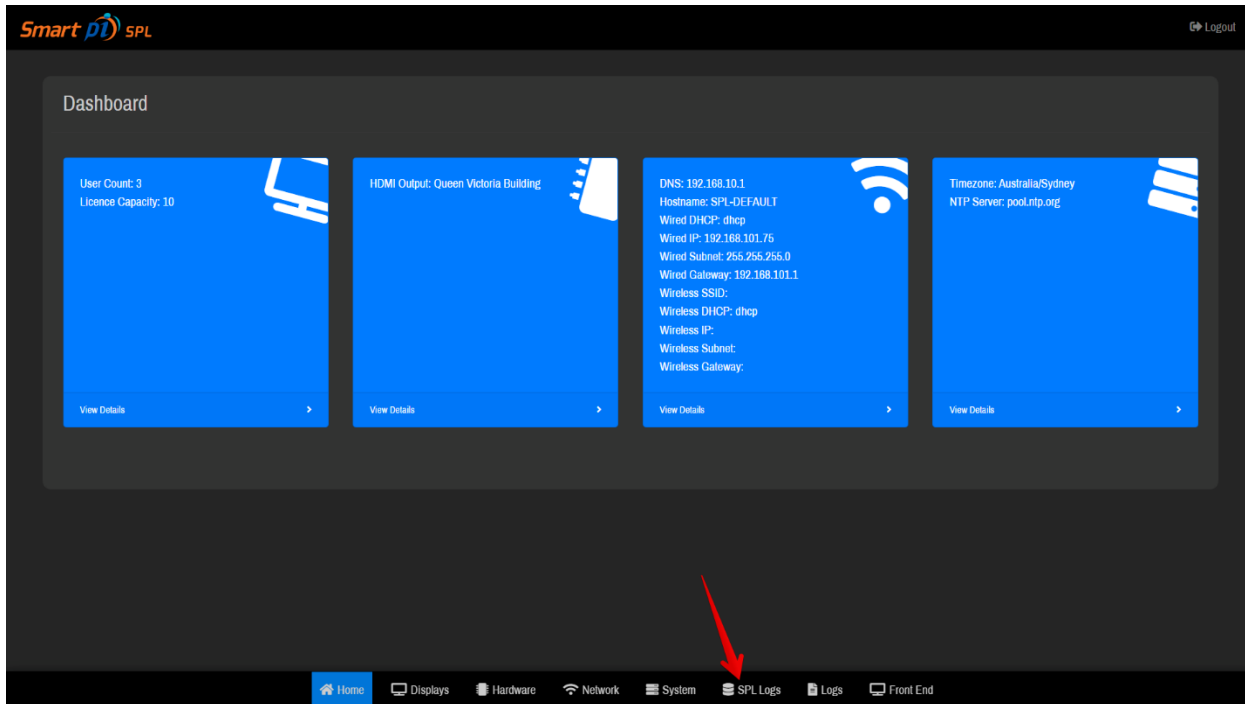 Smart pi SPL
Logout
Dashboard
User Count: 3
Licence Capacity: 10
View Details
HDMI Output: Queen Victoria Building
View Details
DNS: 192.168.10.1
Hostname: SPL-DEFAULT
Wired DHCP: dhcp
Wired IP: 192.168.101.75
Wired Subnet: 255.255.255.0
Wired Gateway: 192.168.101.1
Wireless SSID:
Wireless DHCP: dhcp
Wireless IP:
Wireless Subnet:
Wireless Gateway:
View Details
Timezone: Australia/Sydney
NTP Server: pool.ntp.org
View Details
Home Displays Hardware Network System SPL Logs Logs Front End